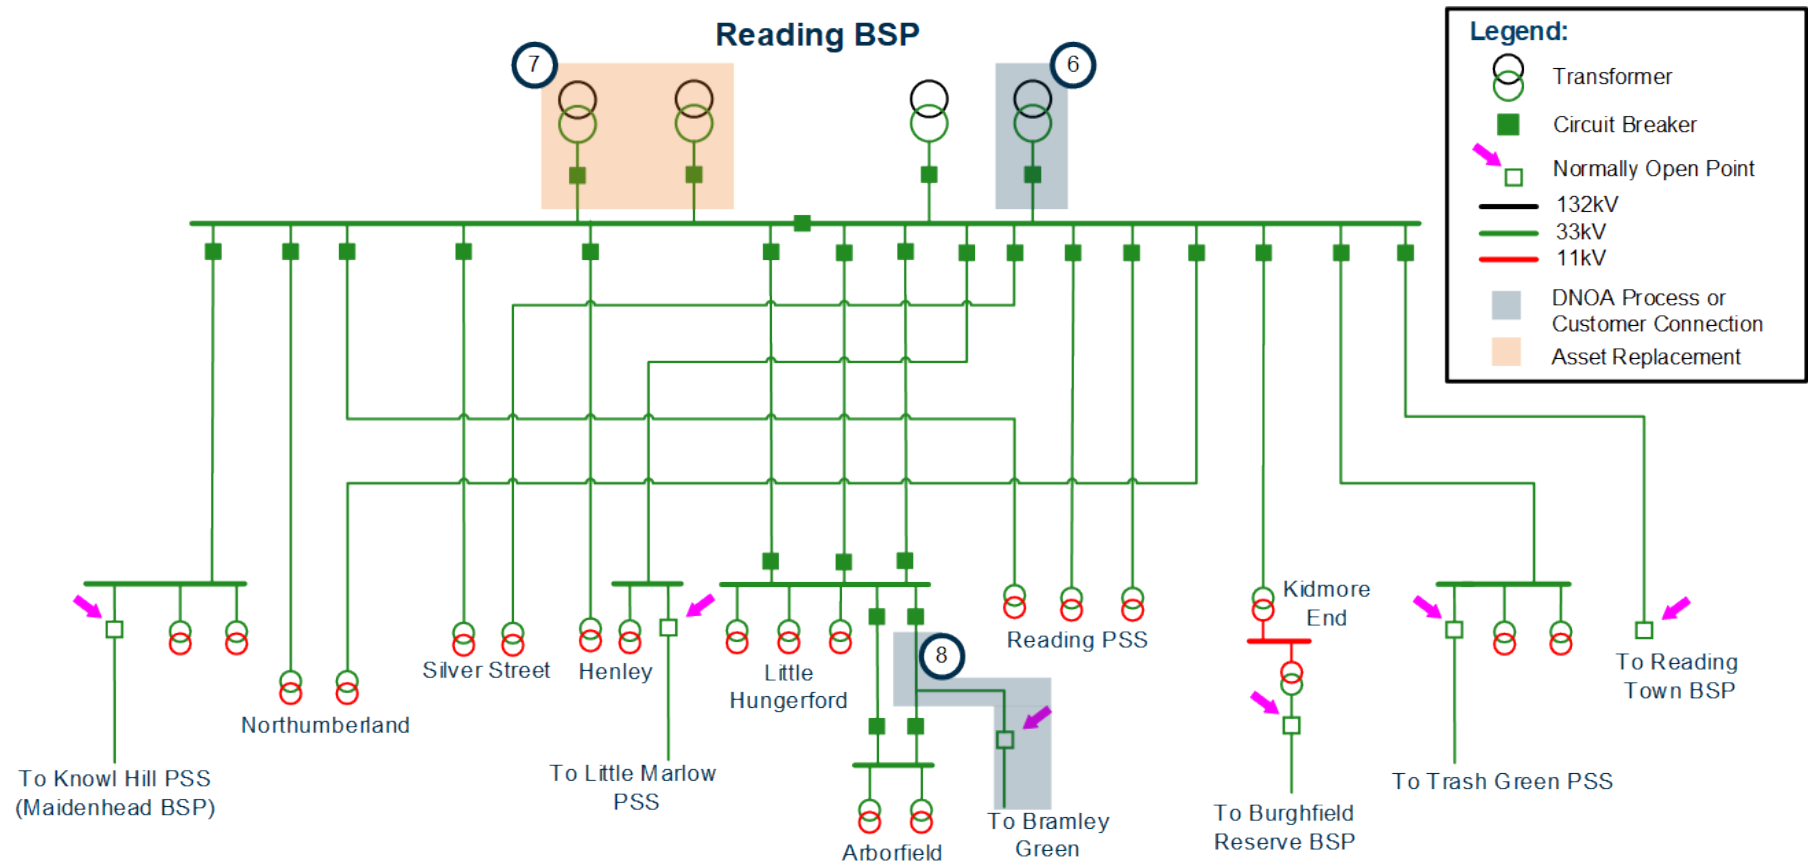 Reading BSP
7
6
Legend:
Transformer
Circuit Breaker
Normally Open Point
132kV
33kV
11kV
DNOA Process or
Customer Connection
Asset Replacement
Kidmore
End
Reading PSS
Silver Street
Henley
Little
Hungerford
8
To Reading
Town BSP
Northumberland
To Knowl Hill PSS
(Maidenhead BSP)
To Little Marlow
PSS
To Trash Green PSS
To Burghfield
Reserve BSP
To Bramley
Green
Arborfield